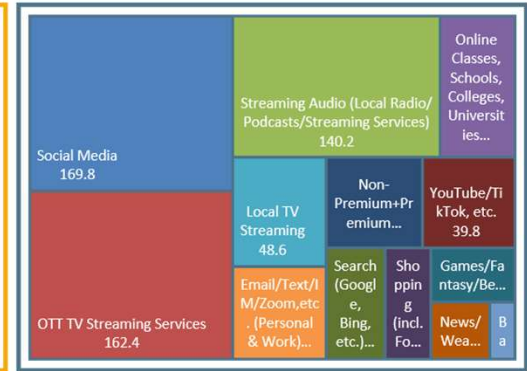 Social Media
169.8
OTT TV Streaming Services
162.4
Streaming Audio (Local Radio/
Podcasts/Streaming Services)
140.2
Online
Classes,
Schools,
Colleges,
Universit
ies...
Local TV
Streaming
48.6
Non-
Premium+Pr
emium...
YouTube/Ti
kTok, etc.
39.8
Email/Text/I
M/Zoom,etc
. (Personal
& Work)...
Search
(Googl
e,
Bing,
etc.)...
Sho
ppin
g
(incl.
Fo...
Games/Fa
ntasy/Be...
News/
Wea...
B
a